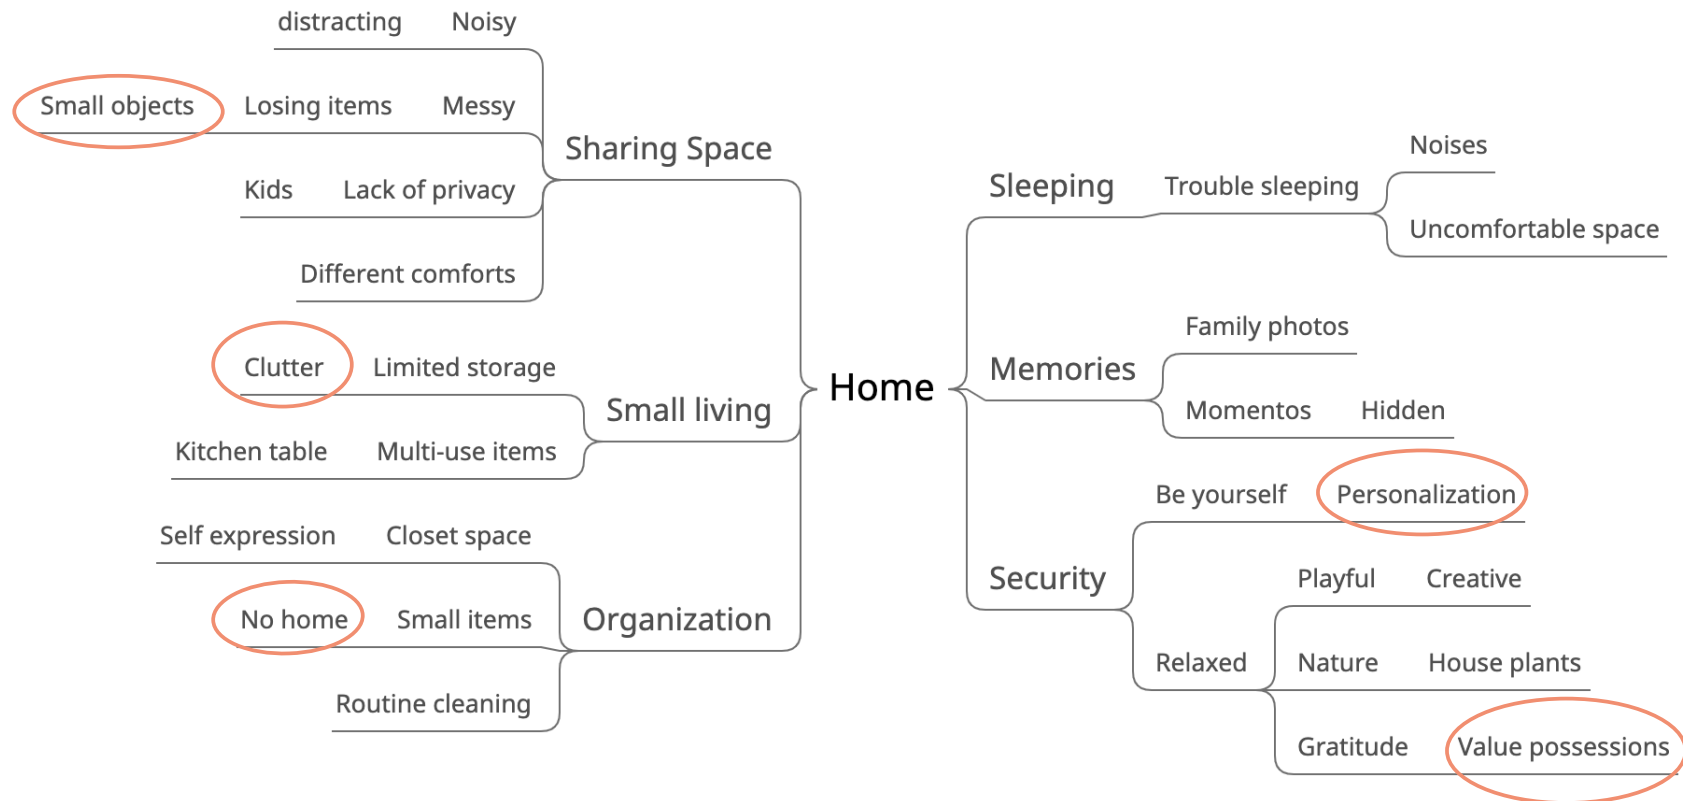 distracting Noisy
Small objects Losing items Messy
Sharing Space
Kids Lack of privacy
Different comforts
Clutter Limited storage
Small living
Kitchen table Multi-use items
Self expression Closet space
No home Small items
Organization
Routine cleaning
Home
Sleeping Trouble sleeping
Noises
Uncomfortable space
Memories
Family photos
Momentos Hidden
Security
Be yourself Personalization
Relaxed
Playful Creative
Nature House plants
Gratitude Value possessions